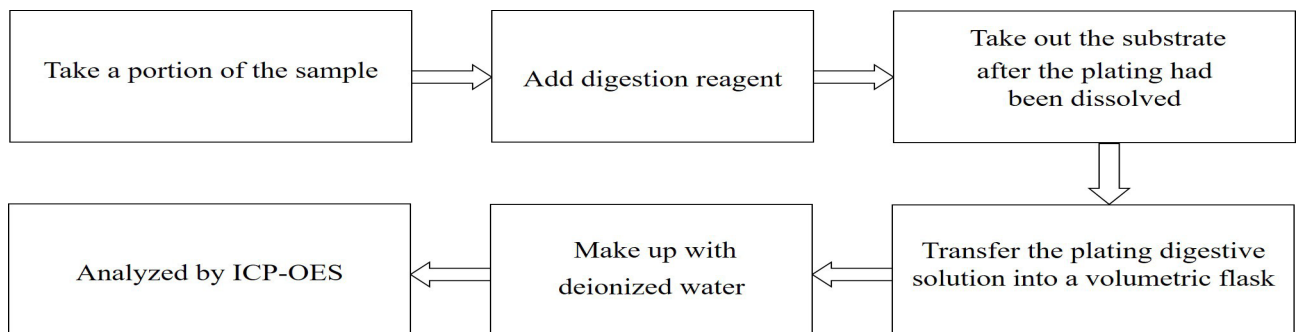 Take a portion of the sample
Add digestion reagent
Take out the substrate
after the plating had
been dissolved
Transfer the plating digestive
solution into a volumetric flask
Make up with
deionized water
Analyzed by ICP-OES